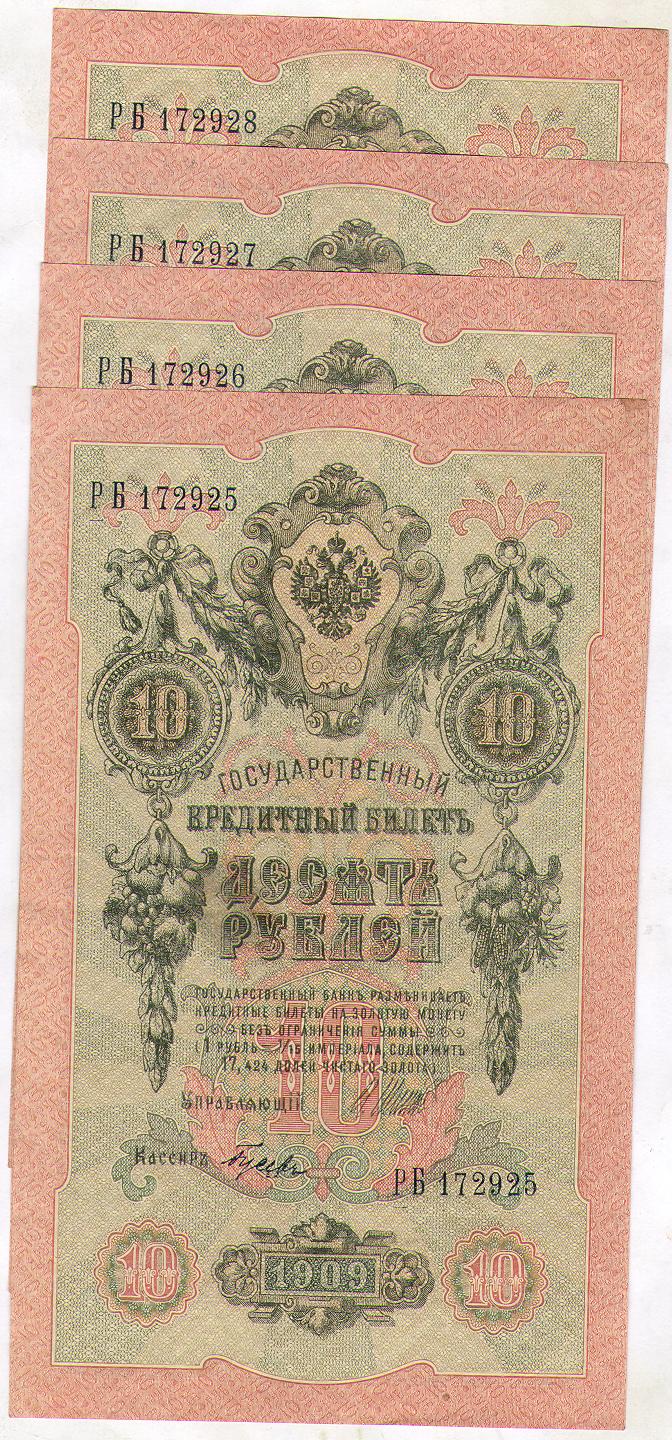 РБ 172928
РБ 172927
РБ 172926
РБ 172925
10 10
ГОСУДАРСТВЕННЫЙ
КРЕДИТНЫЙ БИЛЕТЪ
ДЕСЯТЬ
РУБЛЕЙ
ГОСУДАРСТВЕННЫЙ БАНКЪ РАЗМѢНИВАЕТЪ
КРЕДИТНЫЕ БИЛЕТЫ НА ЗОЛОТУЮ МОНЕТУ
БЕЗЪ ОГРАНИЧЕНІЯ СУММЫ
(1 РУБЛЬ = 1/15 ИМПЕРІАЛА, СОДЕРЖИТЪ
17,424 ДОЛЕЙ ЧИСТАГО ЗОЛОТА)
10
УПРАВЛЯЮЩІЙ
Кассиръ
РБ 172925
10 1909 10